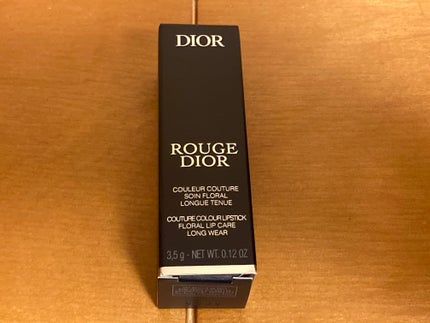 DIOR
ROUGE
DIOR
COULEUR COUTURE
SOIN FLORAL
LONGUE TENUE
COUTURE COLOUR LIPSTICK
FLORAL LIP CARE
LONG WEAR
3,5 g - NET WT. 0.12 OZ